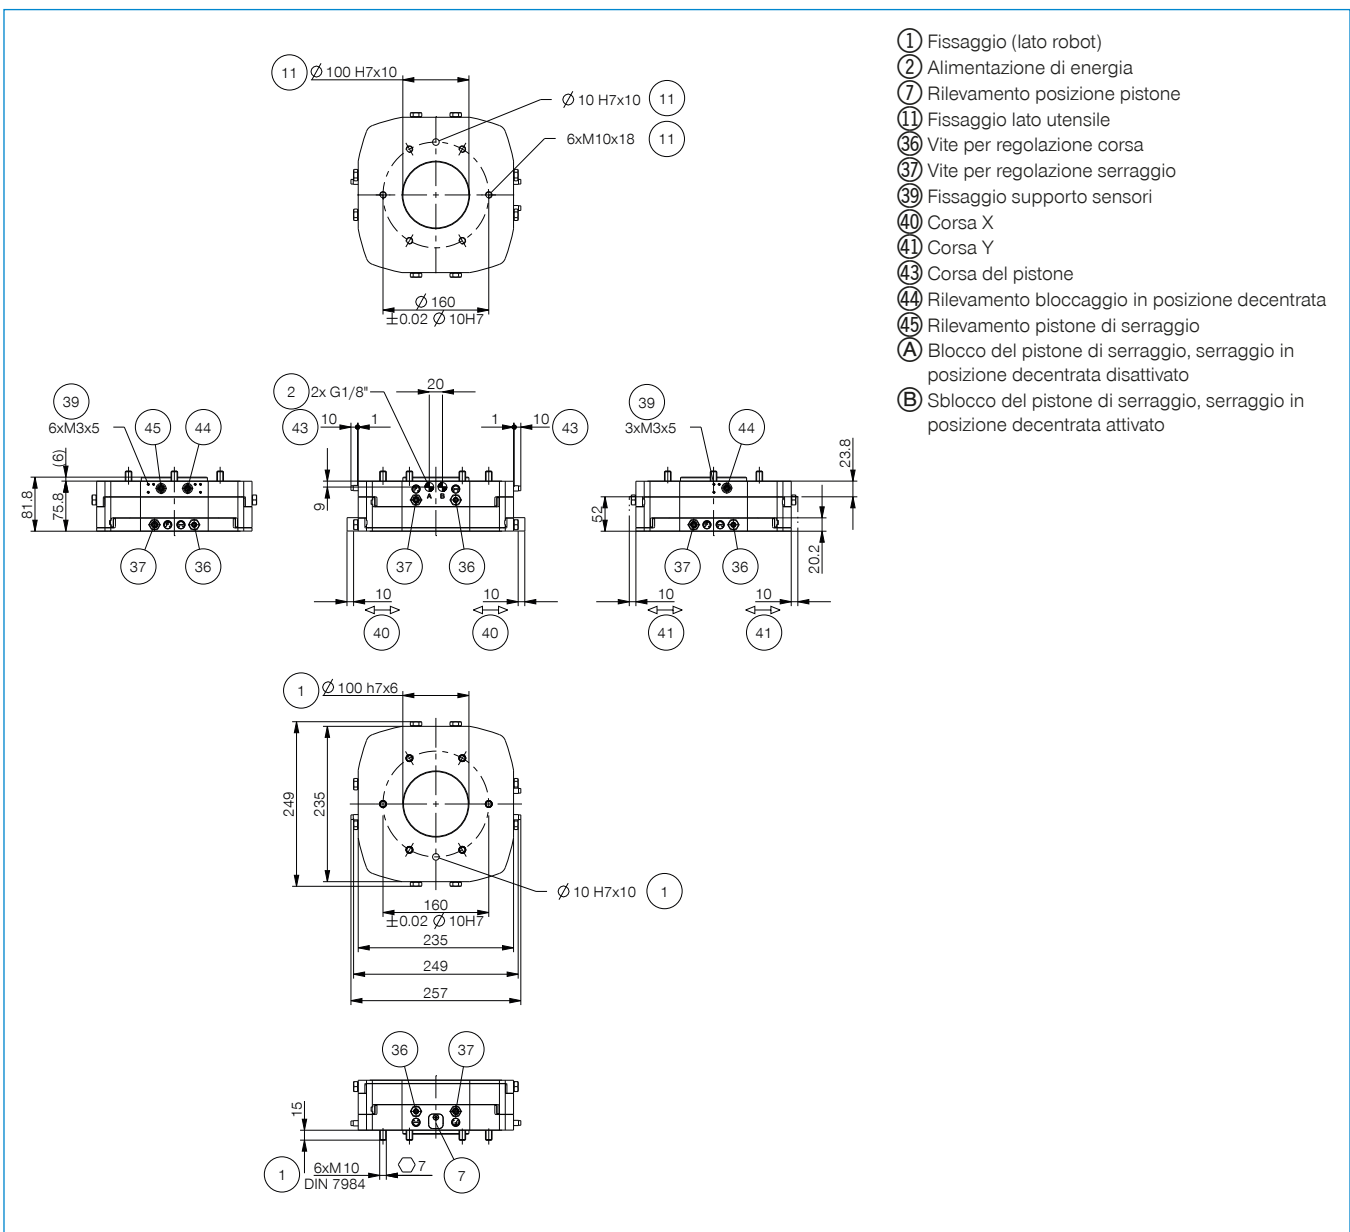 11 Ø 100 H7x10
Ø 10 H7x10 11
6xM10x18 11
Ø 160
±0.02 Ø 10H7
1 Fissaggio (lato robot)
2 Alimentazione di energia
7 Rilevamento posizione pistone
11 Fissaggio lato utensile
36 Vite per regolazione corsa
37 Vite per regolazione serraggio
39 Fissaggio supporto sensori
40 Corsa X
41 Corsa Y
43 Corsa del pistone
44 Rilevamento bloccaggio in posizione decentrata
45 Rilevamento pistone di serraggio
A Blocco del pistone di serraggio, serraggio in
posizione decentrata disattivato
B Sblocco del pistone di serraggio, serraggio in
posizione decentrata attivato
39
6xM3x5 45 44
(6)
81.8
75.8
37 36
2 2x G1/8" 20
43 10 1
1 10 43
9
A B
37 36
10 10
40 40
39
3xM3x5 44
23.8
52
20.2
37 36
10 10
41 41
1 Ø 100 h7x6
249
235
Ø 10 H7x10 1
160
±0.02 Ø 10H7
235
249
257
36 37
15
1 6xM10 7 7
DIN 7984